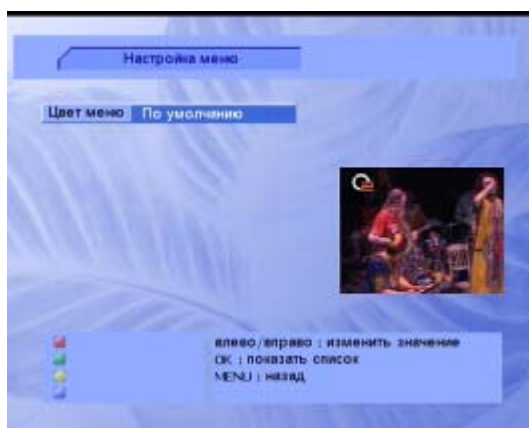 Настройка меню
Цвет меню По умолчанию
влево/вправо : изменить значение
OK : показать список
MENU : назад